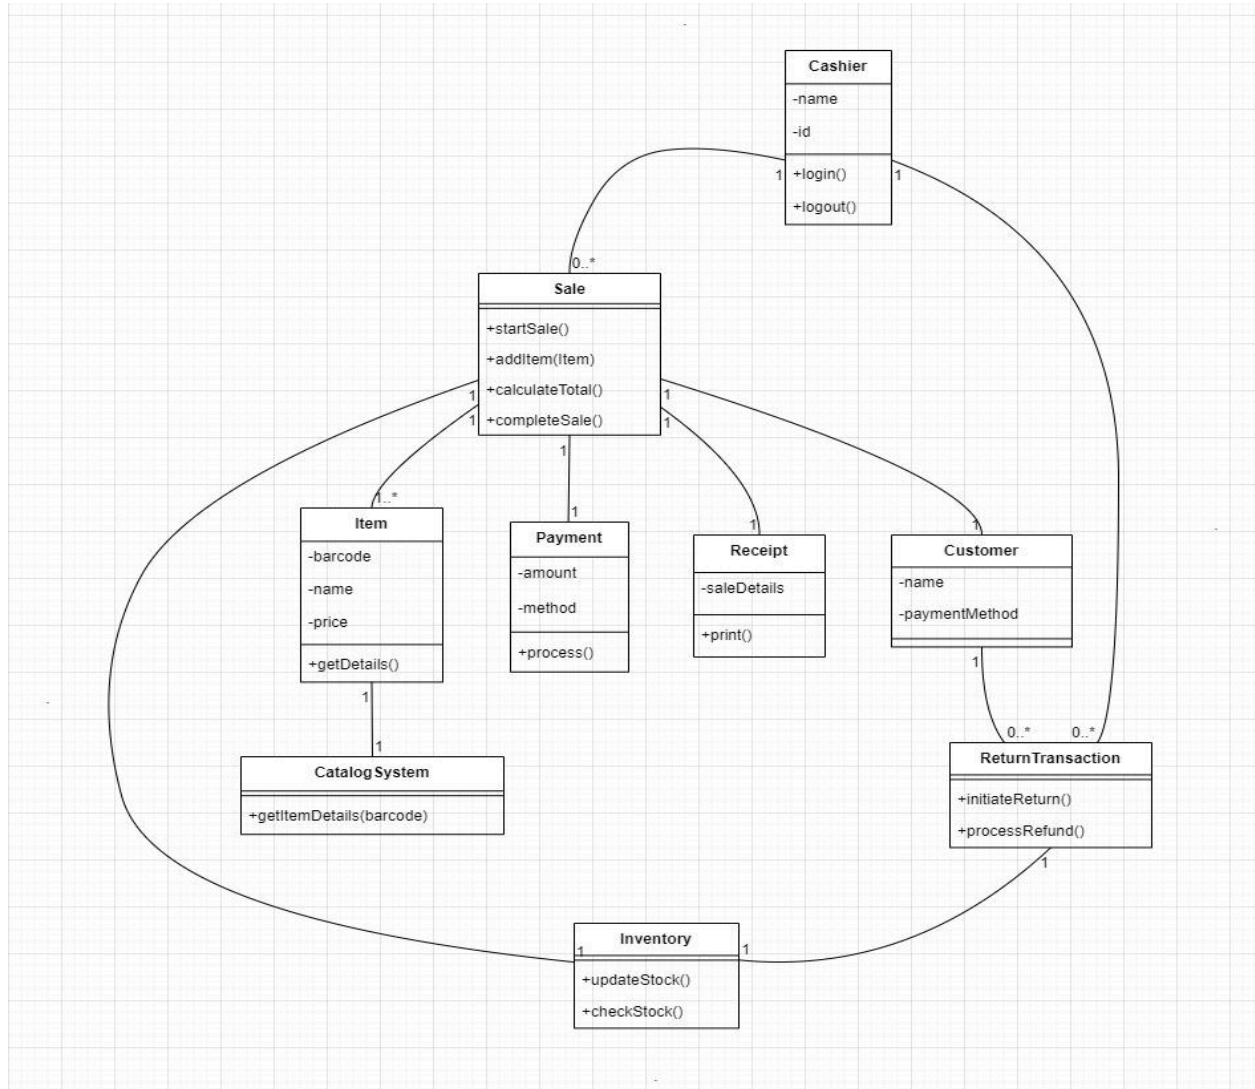 Cashier
-name
-id
+login()
+logout()
1
1
0..*
Sale
+startSale()
+addItem(Item)
+calculateTotal()
+completeSale()
1
1
1
1
1
1..*
Item
-barcode
-name
-price
+getDetails()
1
1
Payment
-amount
-method
+process()
1
Receipt
-saleDetails
+print()
1
Customer
-name
-paymentMethod
1
1
CatalogSystem
+getItemDetails(barcode)
0..*
0..*
ReturnTransaction
+initiateReturn()
+processRefund()
1
Inventory
+updateStock()
+checkStock()
1
1